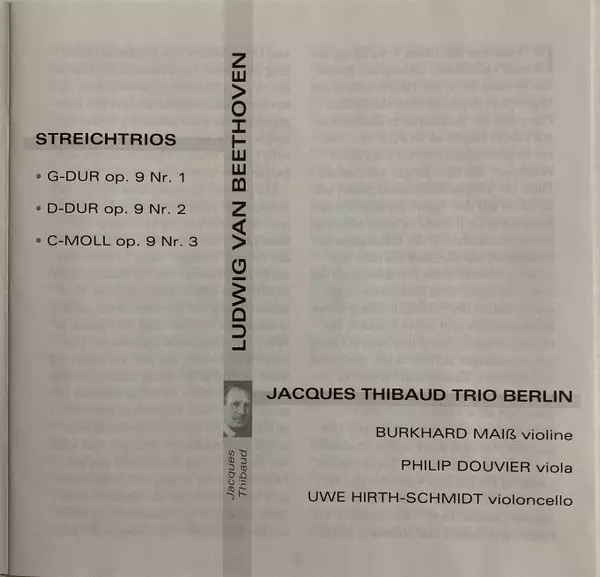 STREICHTRIOS
• G-DUR op. 9 Nr. 1
• D-DUR op. 9 Nr. 2
• C-MOLL op. 9 Nr. 3
LUDWIG VAN BEETHOVEN
JACQUES THIBAUD TRIO BERLIN
BURKHARD MAIß violine
PHILIP DOUVIER viola
UWE HIRTH-SCHMIDT violoncello
Jacques
Thibaud